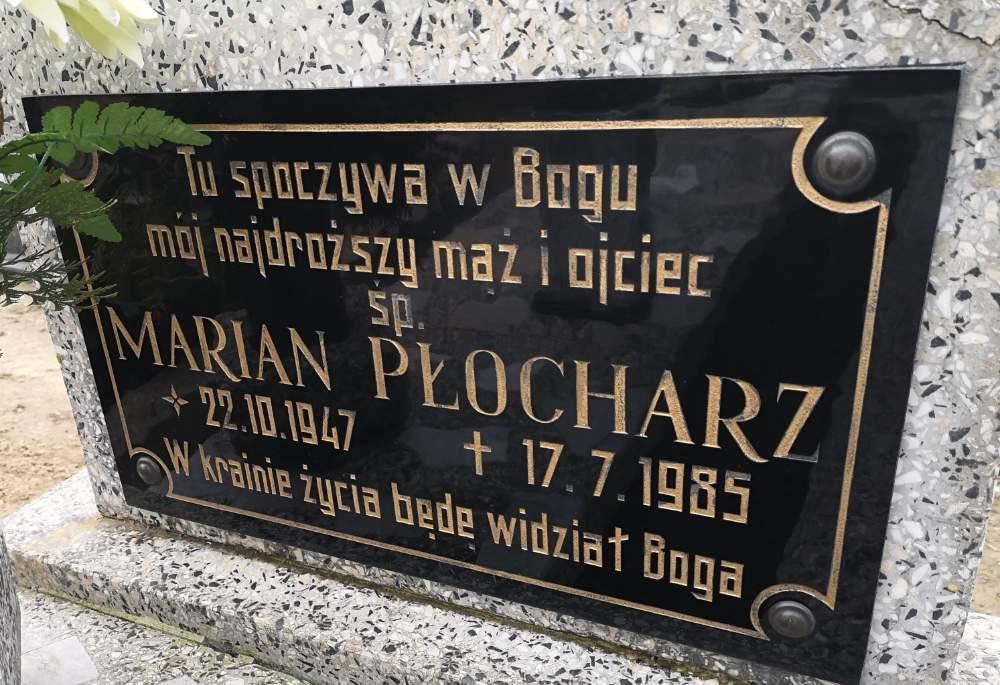 Tu spoczywa w Bogu
mój najdroższy mąż i ojciec
śp.
MARIAN PŁOCHARZ
22.10.1947 † 17.7.1985
W krainie życia będę widział Boga